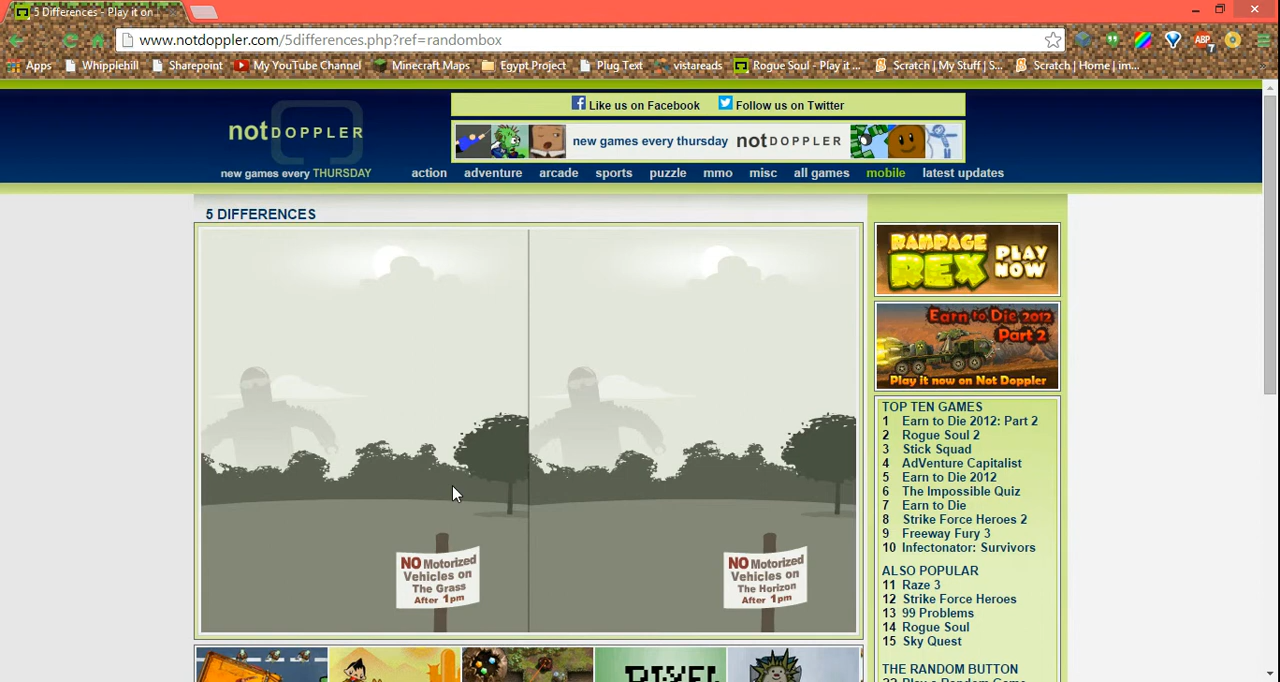 5 Differences - Play it on
www.notdoppler.com/5differences.php?ref=randombox
ABP
7
Apps Whipplehill Sharepoint My YouTube Channel Minecraft Maps Egypt Project Plug Text vistareads Rogue Soul - Play it ... Scratch | My Stuff | S... Scratch | Home | im...
Like us on Facebook Follow us on Twitter
notDOPPLER
new games every THURSDAY
new games every thursday notDOPPLER
action adventure arcade sports puzzle mmo misc all games mobile latest updates
5 DIFFERENCES
NO Motorized
Vehicles on
The Grass
After 1pm
NO Motorized
Vehicles on
The Horizon
After 1pm
RAMPAGE
REX
PLAY
NOW
Earn to Die 2012
Part 2
Play it now on Not Doppler
TOP TEN GAMES
1 Earn to Die 2012: Part 2
2 Rogue Soul 2
3 Stick Squad
4 AdVenture Capitalist
5 Earn to Die 2012
6 The Impossible Quiz
7 Earn to Die
8 Strike Force Heroes 2
9 Freeway Fury 3
10 Infectonator: Survivors
ALSO POPULAR
11 Raze 3
12 Strike Force Heroes
13 99 Problems
14 Rogue Soul
15 Sky Quest
THE RANDOM BUTTON